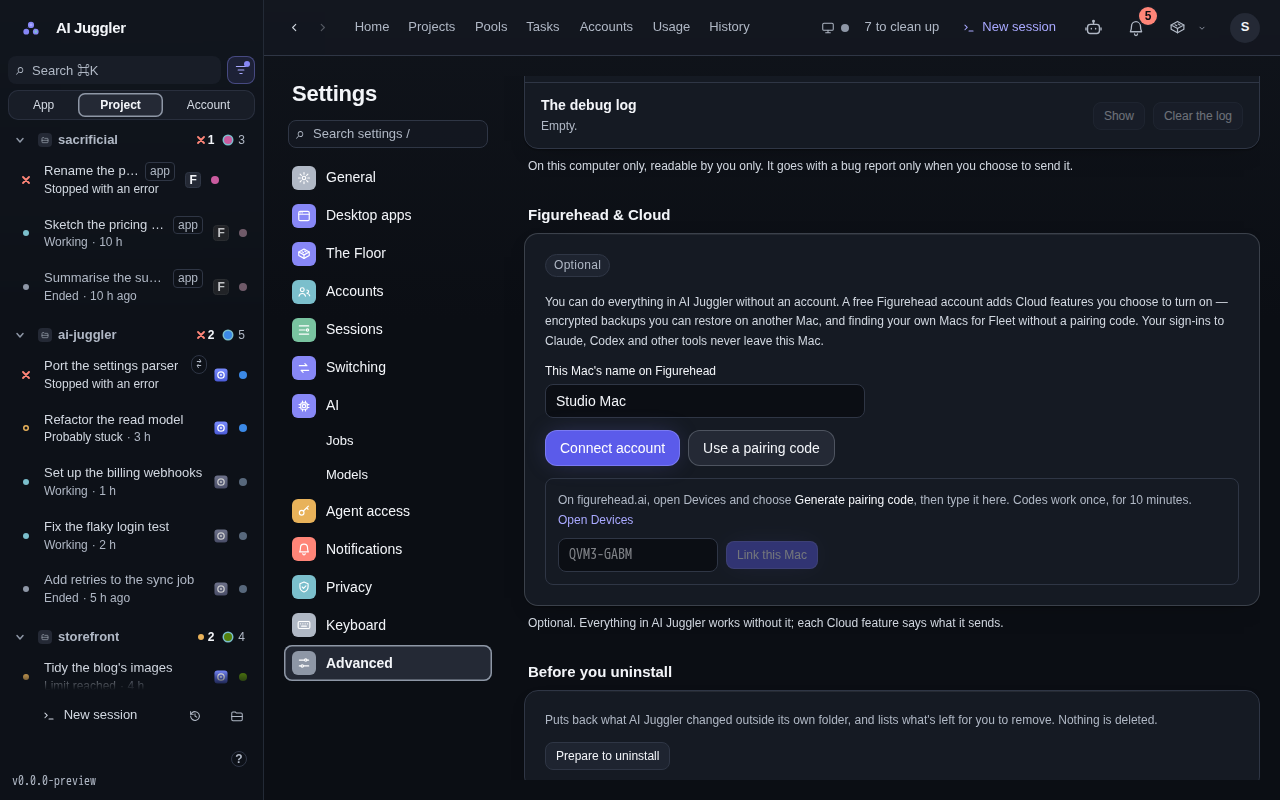 AI Juggler
Search ⌘K
App Project Account
sacrificial 1 3
Rename the p… app F
Stopped with an error
Sketch the pricing … app F
Working · 10 h
Summarise the su… app F
Ended · 10 h ago
ai-juggler 2 5
Port the settings parser
Stopped with an error
Refactor the read model
Probably stuck · 3 h
Set up the billing webhooks
Working · 1 h
Fix the flaky login test
Working · 2 h
Add retries to the sync job
Ended · 5 h ago
storefront 2 4
Tidy the blog's images
Limit reached · 4 h
New session
?
v0.0.0-preview
Home Projects Pools Tasks Accounts Usage History
7 to clean up
New session
5
S
Settings
Search settings /
General
Desktop apps
The Floor
Accounts
Sessions
Switching
AI
Jobs
Models
Agent access
Notifications
Privacy
Keyboard
Advanced
The debug log
Empty.
Show Clear the log
On this computer only, readable by you only. It goes with a bug report only when you choose to send it.
Figurehead & Cloud
Optional
You can do everything in AI Juggler without an account. A free Figurehead account adds Cloud features you choose to turn on —
encrypted backups you can restore on another Mac, and finding your own Macs for Fleet without a pairing code. Your sign-ins to
Claude, Codex and other tools never leave this Mac.
This Mac's name on Figurehead
Studio Mac
Connect account Use a pairing code
On figurehead.ai, open Devices and choose Generate pairing code, then type it here. Codes work once, for 10 minutes.
Open Devices
QVM3-GABM Link this Mac
Optional. Everything in AI Juggler works without it; each Cloud feature says what it sends.
Before you uninstall
Puts back what AI Juggler changed outside its own folder, and lists what's left for you to remove. Nothing is deleted.
Prepare to uninstall